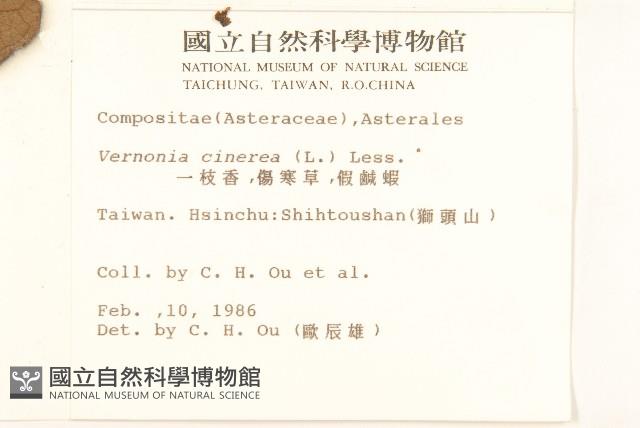 國立自然科學博物館
NATIONAL MUSEUM OF NATURAL SCIENCE
TAICHUNG, TAIWAN, R.O.CHINA
Compositae(Asteraceae),Asterales
Vernonia cinerea (L.) Less.
一枝香,傷寒草,假鹹蝦
Taiwan. Hsinchu:Shihtoushan(獅頭山)
Coll. by C. H. Ou et al.
Feb. ,10, 1986
Det. by C. H. Ou (歐辰雄)
國立自然科學博物館
NATIONAL MUSEUM OF NATURAL SCIENCE